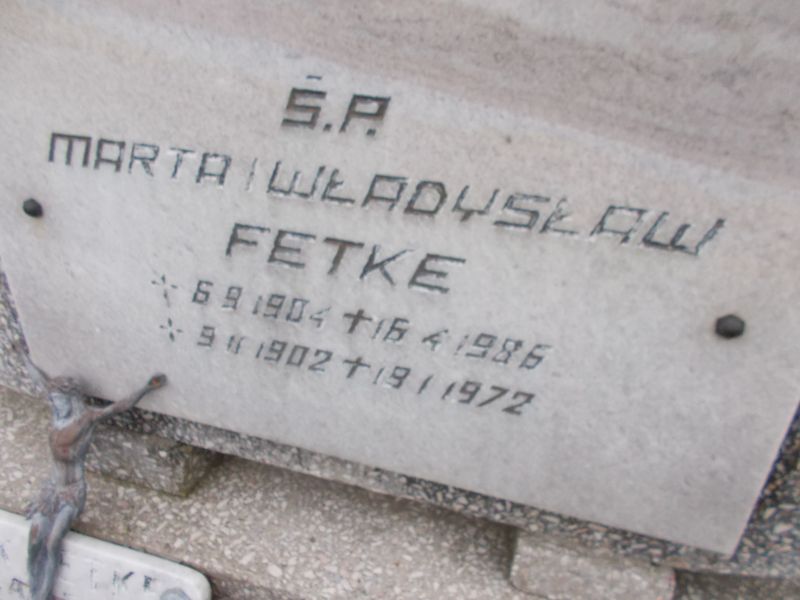 Ś.P.
MARTA I WŁADYSŁAW
FETKE
6 9 1904 ✝ 16 4 1986
9 11 1902 ✝ 19 1 1972